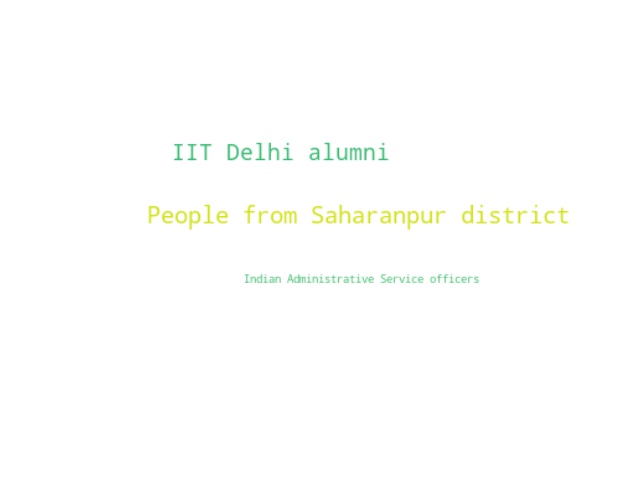 IIT Delhi alumni
People from Saharanpur district
Indian Administrative Service officers